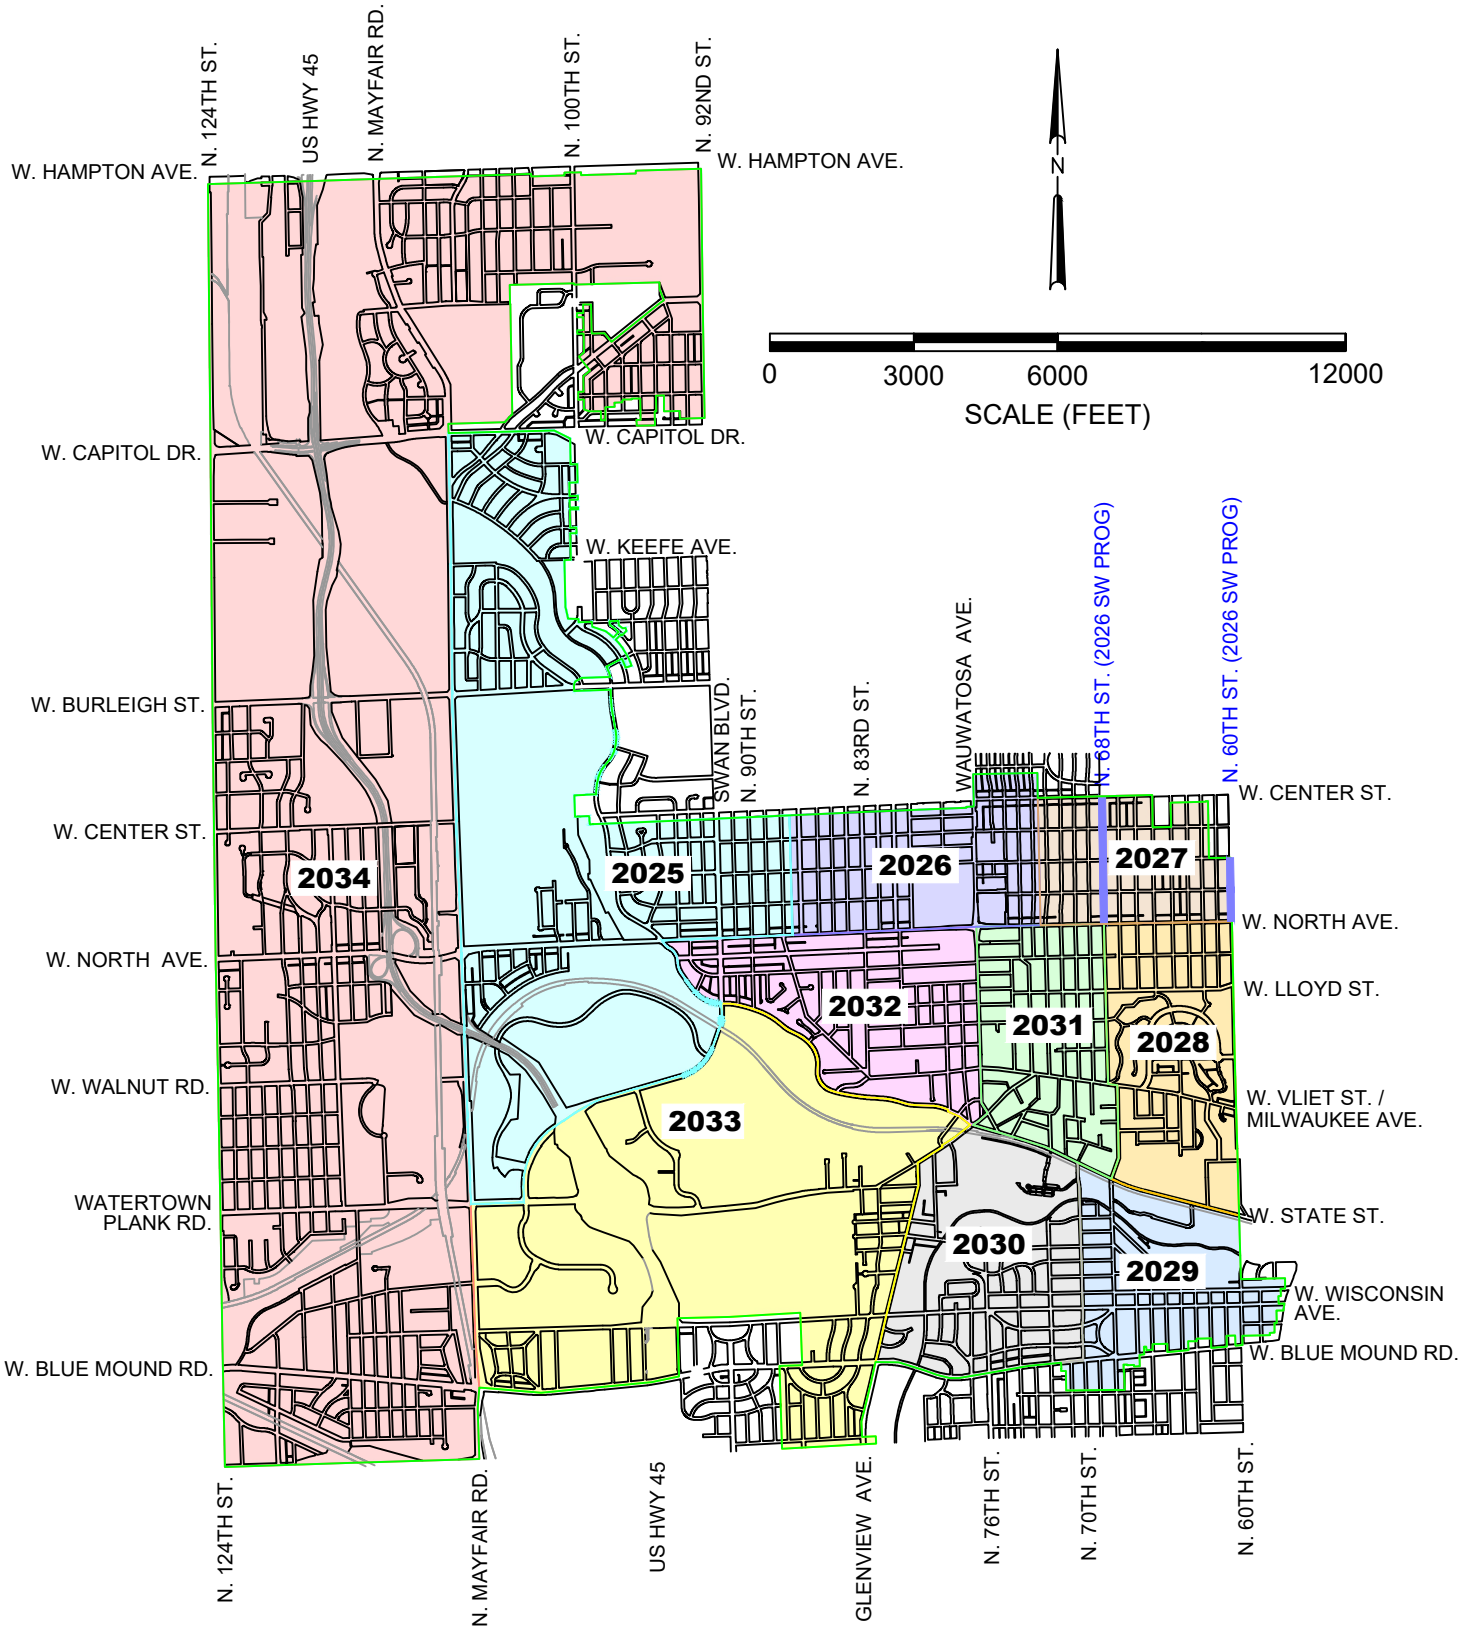 N. 124TH ST.
US HWY 45
N. MAYFAIR RD.
N. 100TH ST.
N. 92ND ST.
W. HAMPTON AVE.
W. HAMPTON AVE.
N
0
3000
6000
12000
SCALE (FEET)
W. CAPITOL DR.
W. CAPITOL DR.
W. KEEFE AVE.
W. BURLEIGH ST.
SWAN BLVD.
N. 90TH ST.
N. 83RD ST.
WAUWATOSA AVE.
N. 68TH ST. (2026 SW PROG)
N. 60TH ST. (2026 SW PROG)
W. CENTER ST.
W. CENTER ST.
2034
2025
2026
2027
W. NORTH AVE.
W. NORTH AVE.
W. LLOYD ST.
2032
2031
2028
W. WALNUT RD.
W. VLIET ST. /
MILWAUKEE AVE.
2033
WATERTOWN
PLANK RD.
W. STATE ST.
2030
2029
W. WISCONSIN
AVE.
W. BLUE MOUND RD.
W. BLUE MOUND RD.
N. 124TH ST.
N. MAYFAIR RD.
US HWY 45
GLENVIEW AVE.
N. 76TH ST.
N. 70TH ST.
N. 60TH ST.